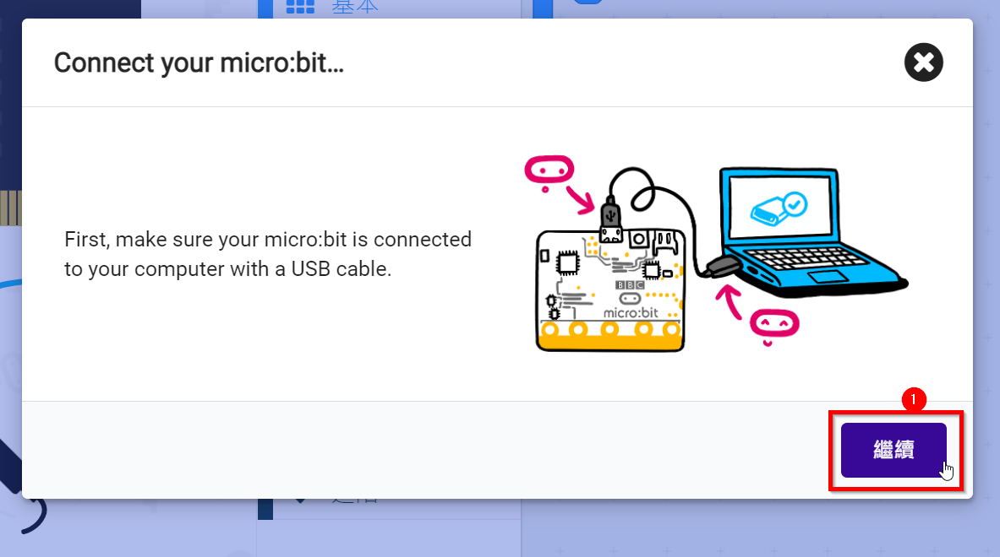 基本
Connect your micro:bit...
First, make sure your micro:bit is connected
to your computer with a USB cable.
BBC
micro:bit
1
繼續